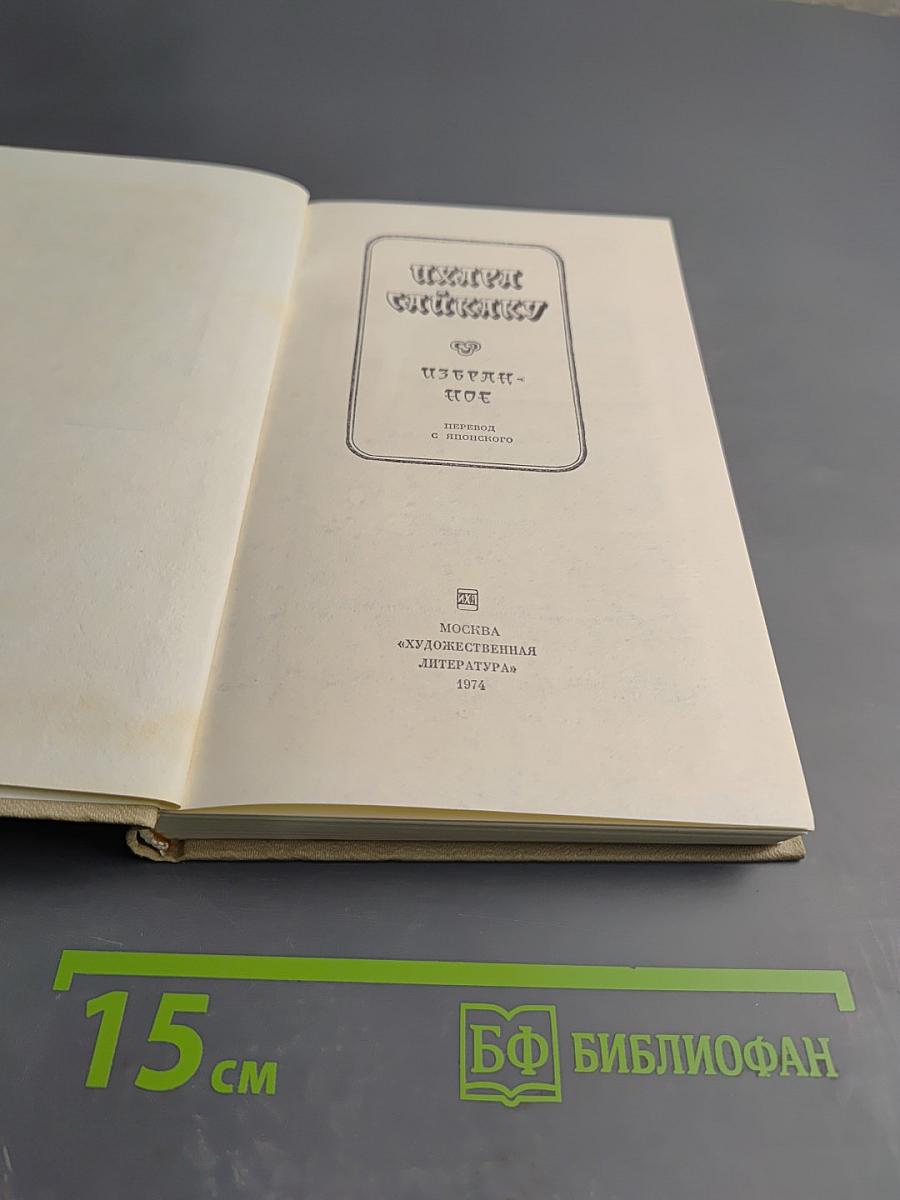 ИХАРА
САЙКАКУ
ИЗБРАН-
НОЕ
ПЕРЕВОД
С ЯПОНСКОГО
МОСКВА
«ХУДОЖЕСТВЕННАЯ
ЛИТЕРАТУРА»
1974
15 см
БФ БИБЛИОФАН